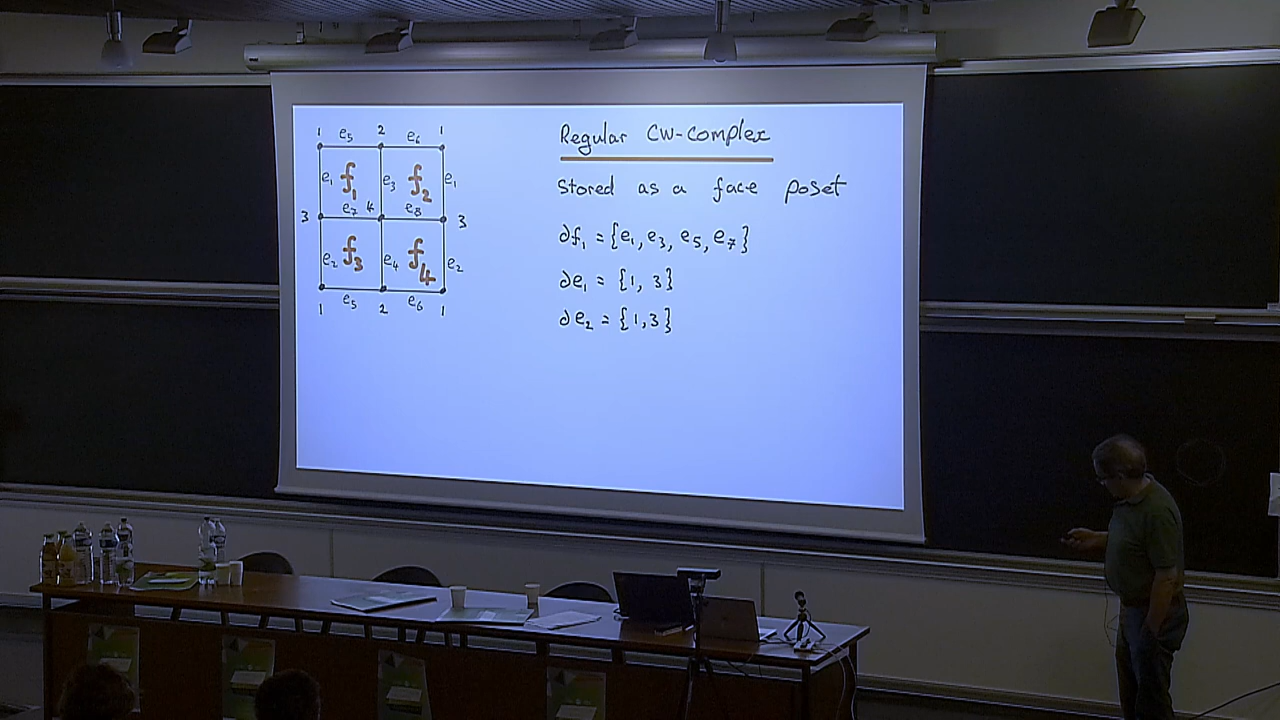 1 e₅ 2 e₆ 1
e₁ f₁ e₃ f₂ e₁
3 e₇ 4 e₈ 3
e₂ f₃ e₄ f₄ e₂
e₅ e₆
1 2 1
Regular CW-complex
Stored as a face poset
∂f₁ = {e₁, e₃, e₅, e₇}
∂e₁ = {1, 3}
∂e₂ = {1, 3}